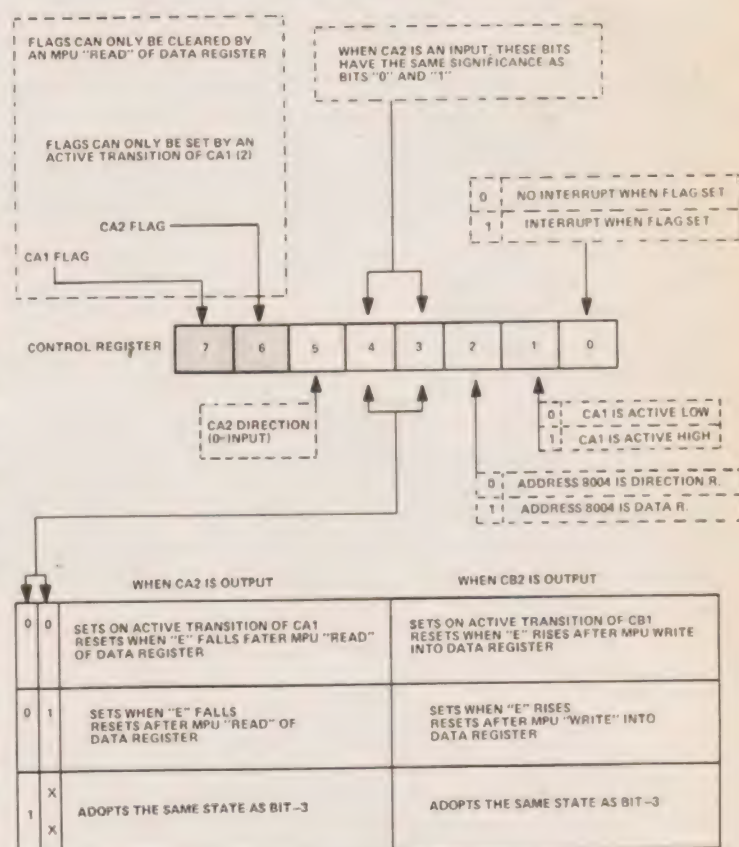 FLAGS CAN ONLY BE CLEARED BY
AN MPU "READ" OF DATA REGISTER
FLAGS CAN ONLY BE SET BY AN
ACTIVE TRANSITION OF CA1 (2)
CA2 FLAG
CA1 FLAG
WHEN CA2 IS AN INPUT, THESE BITS
HAVE THE SAME SIGNIFICANCE AS
BITS "0" AND "1"
0 NO INTERRUPT WHEN FLAG SET
1 INTERRUPT WHEN FLAG SET
CONTROL REGISTER 7 6 5 4 3 2 1 0
CA2 DIRECTION
(0=INPUT)
0 CA1 IS ACTIVE LOW
1 CA1 IS ACTIVE HIGH
0 ADDRESS 8004 IS DIRECTION R.
1 ADDRESS 8004 IS DATA R.
WHEN CA2 IS OUTPUT
WHEN CB2 IS OUTPUT
0 0
SETS ON ACTIVE TRANSITION OF CA1
RESETS WHEN "E" FALLS FATER MPU "READ"
OF DATA REGISTER
SETS ON ACTIVE TRANSITION OF CB1
RESETS WHEN "E" RISES AFTER MPU WRITE
INTO DATA REGISTER
0 1
SETS WHEN "E" FALLS
RESETS AFTER MPU "READ" OF
DATA REGISTER
SETS WHEN "E" RISES
RESETS AFTER MPU "WRITE" INTO
DATA REGISTER
1
X
X
ADOPTS THE SAME STATE AS BIT-3
ADOPTS THE SAME STATE AS BIT-3